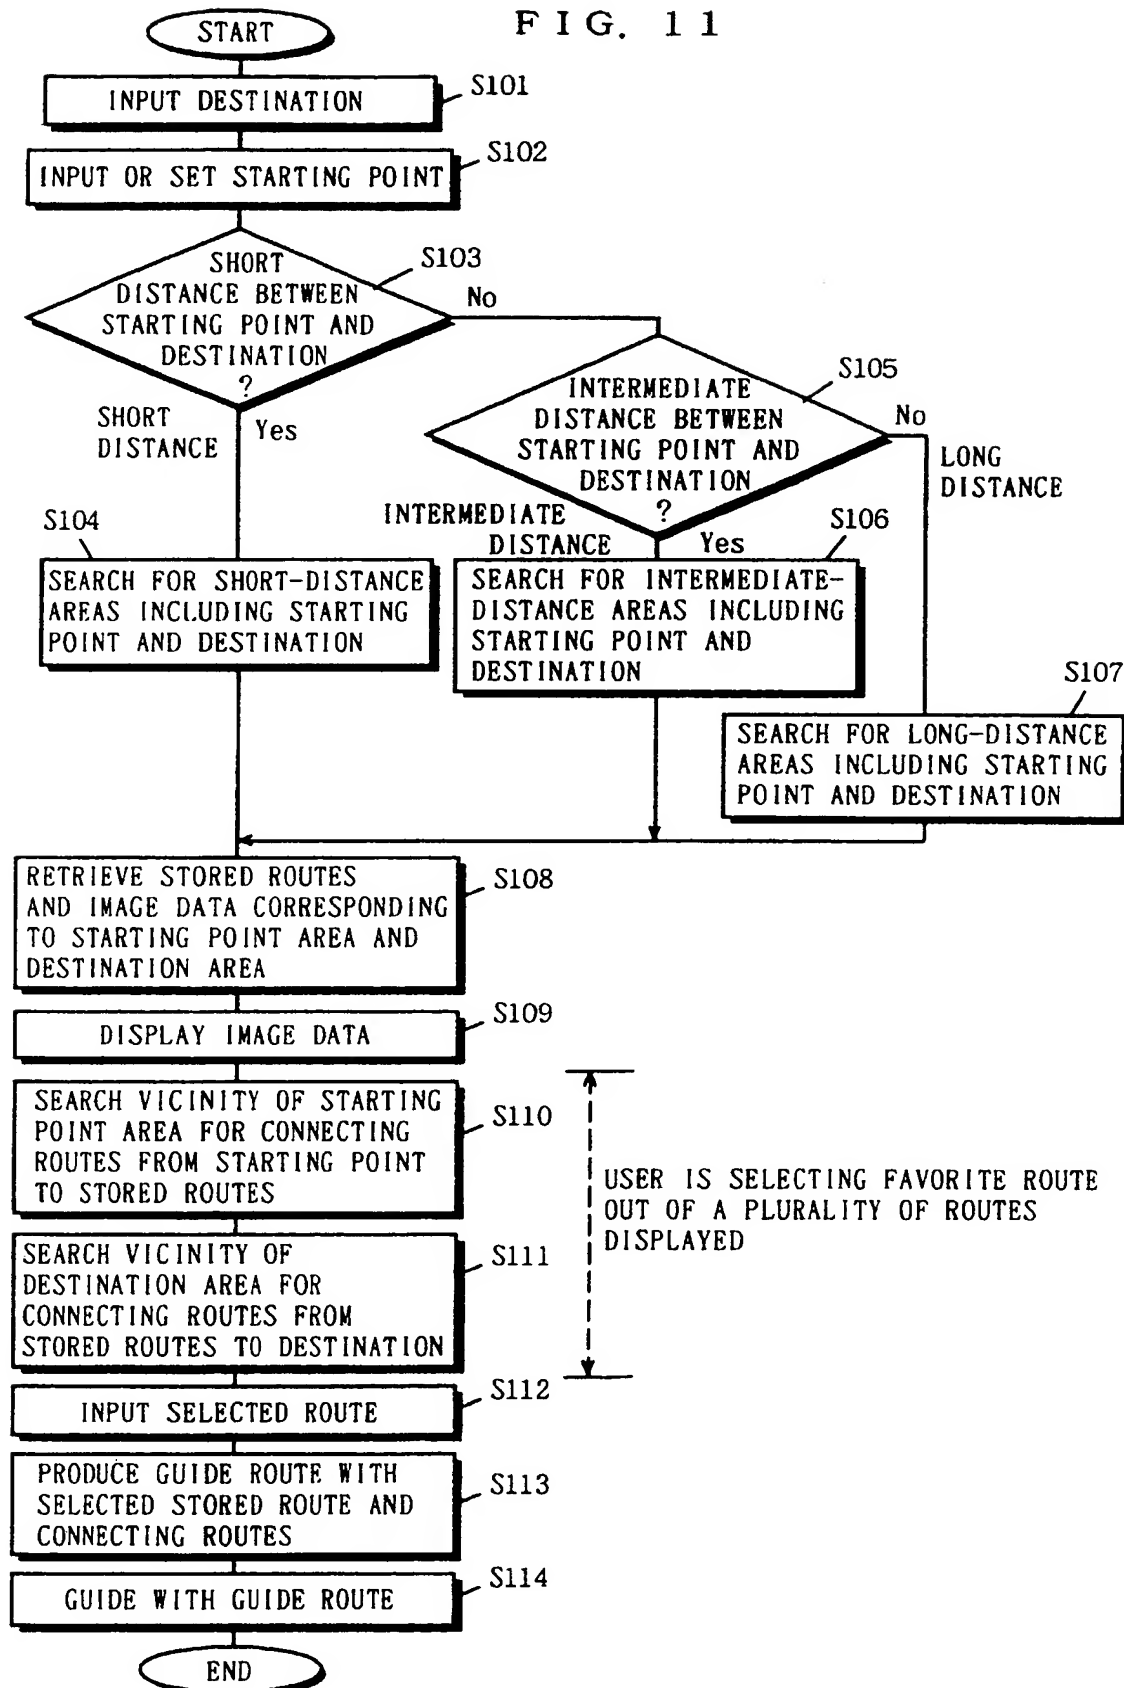 FIG. 11
START
INPUT DESTINATION
S101
INPUT OR SET STARTING POINT
S102
SHORT
DISTANCE BETWEEN
STARTING POINT AND
DESTINATION
?
S103
No
SHORT
DISTANCE
Yes
INTERMEDIATE
DISTANCE BETWEEN
STARTING POINT AND
DESTINATION
?
S105
No
LONG
DISTANCE
INTERMEDIATE
DISTANCE
Yes
S104
SEARCH FOR SHORT-DISTANCE
AREAS INCLUDING STARTING
POINT AND DESTINATION
S106
SEARCH FOR INTERMEDIATE-
DISTANCE AREAS INCLUDING
STARTING POINT AND
DESTINATION
S107
SEARCH FOR LONG-DISTANCE
AREAS INCLUDING STARTING
POINT AND DESTINATION
RETRIEVE STORED ROUTES
AND IMAGE DATA CORRESPONDING
TO STARTING POINT AREA AND
DESTINATION AREA
S108
DISPLAY IMAGE DATA
S109
SEARCH VICINITY OF STARTING
POINT AREA FOR CONNECTING
ROUTES FROM STARTING POINT
TO STORED ROUTES
S110
USER IS SELECTING FAVORITE ROUTE
OUT OF A PLURALITY OF ROUTES
DISPLAYED
SEARCH VICINITY OF
DESTINATION AREA FOR
CONNECTING ROUTES FROM
STORED ROUTES TO DESTINATION
S111
INPUT SELECTED ROUTE
S112
PRODUCE GUIDE ROUTE WITH
SELECTED STORED ROUTE AND
CONNECTING ROUTES
S113
GUIDE WITH GUIDE ROUTE
S114
END